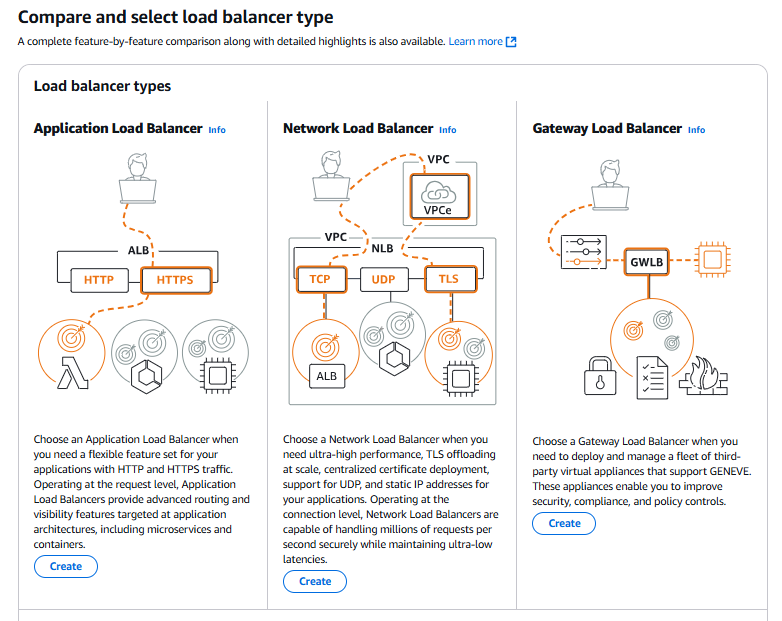 Compare and select load balancer type
A complete feature-by-feature comparison along with detailed highlights is also available. Learn more
Load balancer types
Application Load Balancer Info
ALB
HTTP HTTPS
Choose an Application Load Balancer when
you need a flexible feature set for your
applications with HTTP and HTTPS traffic.
Operating at the request level, Application
Load Balancers provide advanced routing and
visibility features targeted at application
architectures, including microservices and
containers.
Create
Network Load Balancer Info
VPC
VPCe
VPC
NLB
TCP UDP TLS
ALB
Choose a Network Load Balancer when you
need ultra-high performance, TLS offloading
at scale, centralized certificate deployment,
support for UDP, and static IP addresses for
your applications. Operating at the
connection level, Network Load Balancers are
capable of handling millions of requests per
second securely while maintaining ultra-low
latencies.
Create
Gateway Load Balancer Info
GWLB
Choose a Gateway Load Balancer when you
need to deploy and manage a fleet of third-
party virtual appliances that support GENEVE.
These appliances enable you to improve
security, compliance, and policy controls.
Create